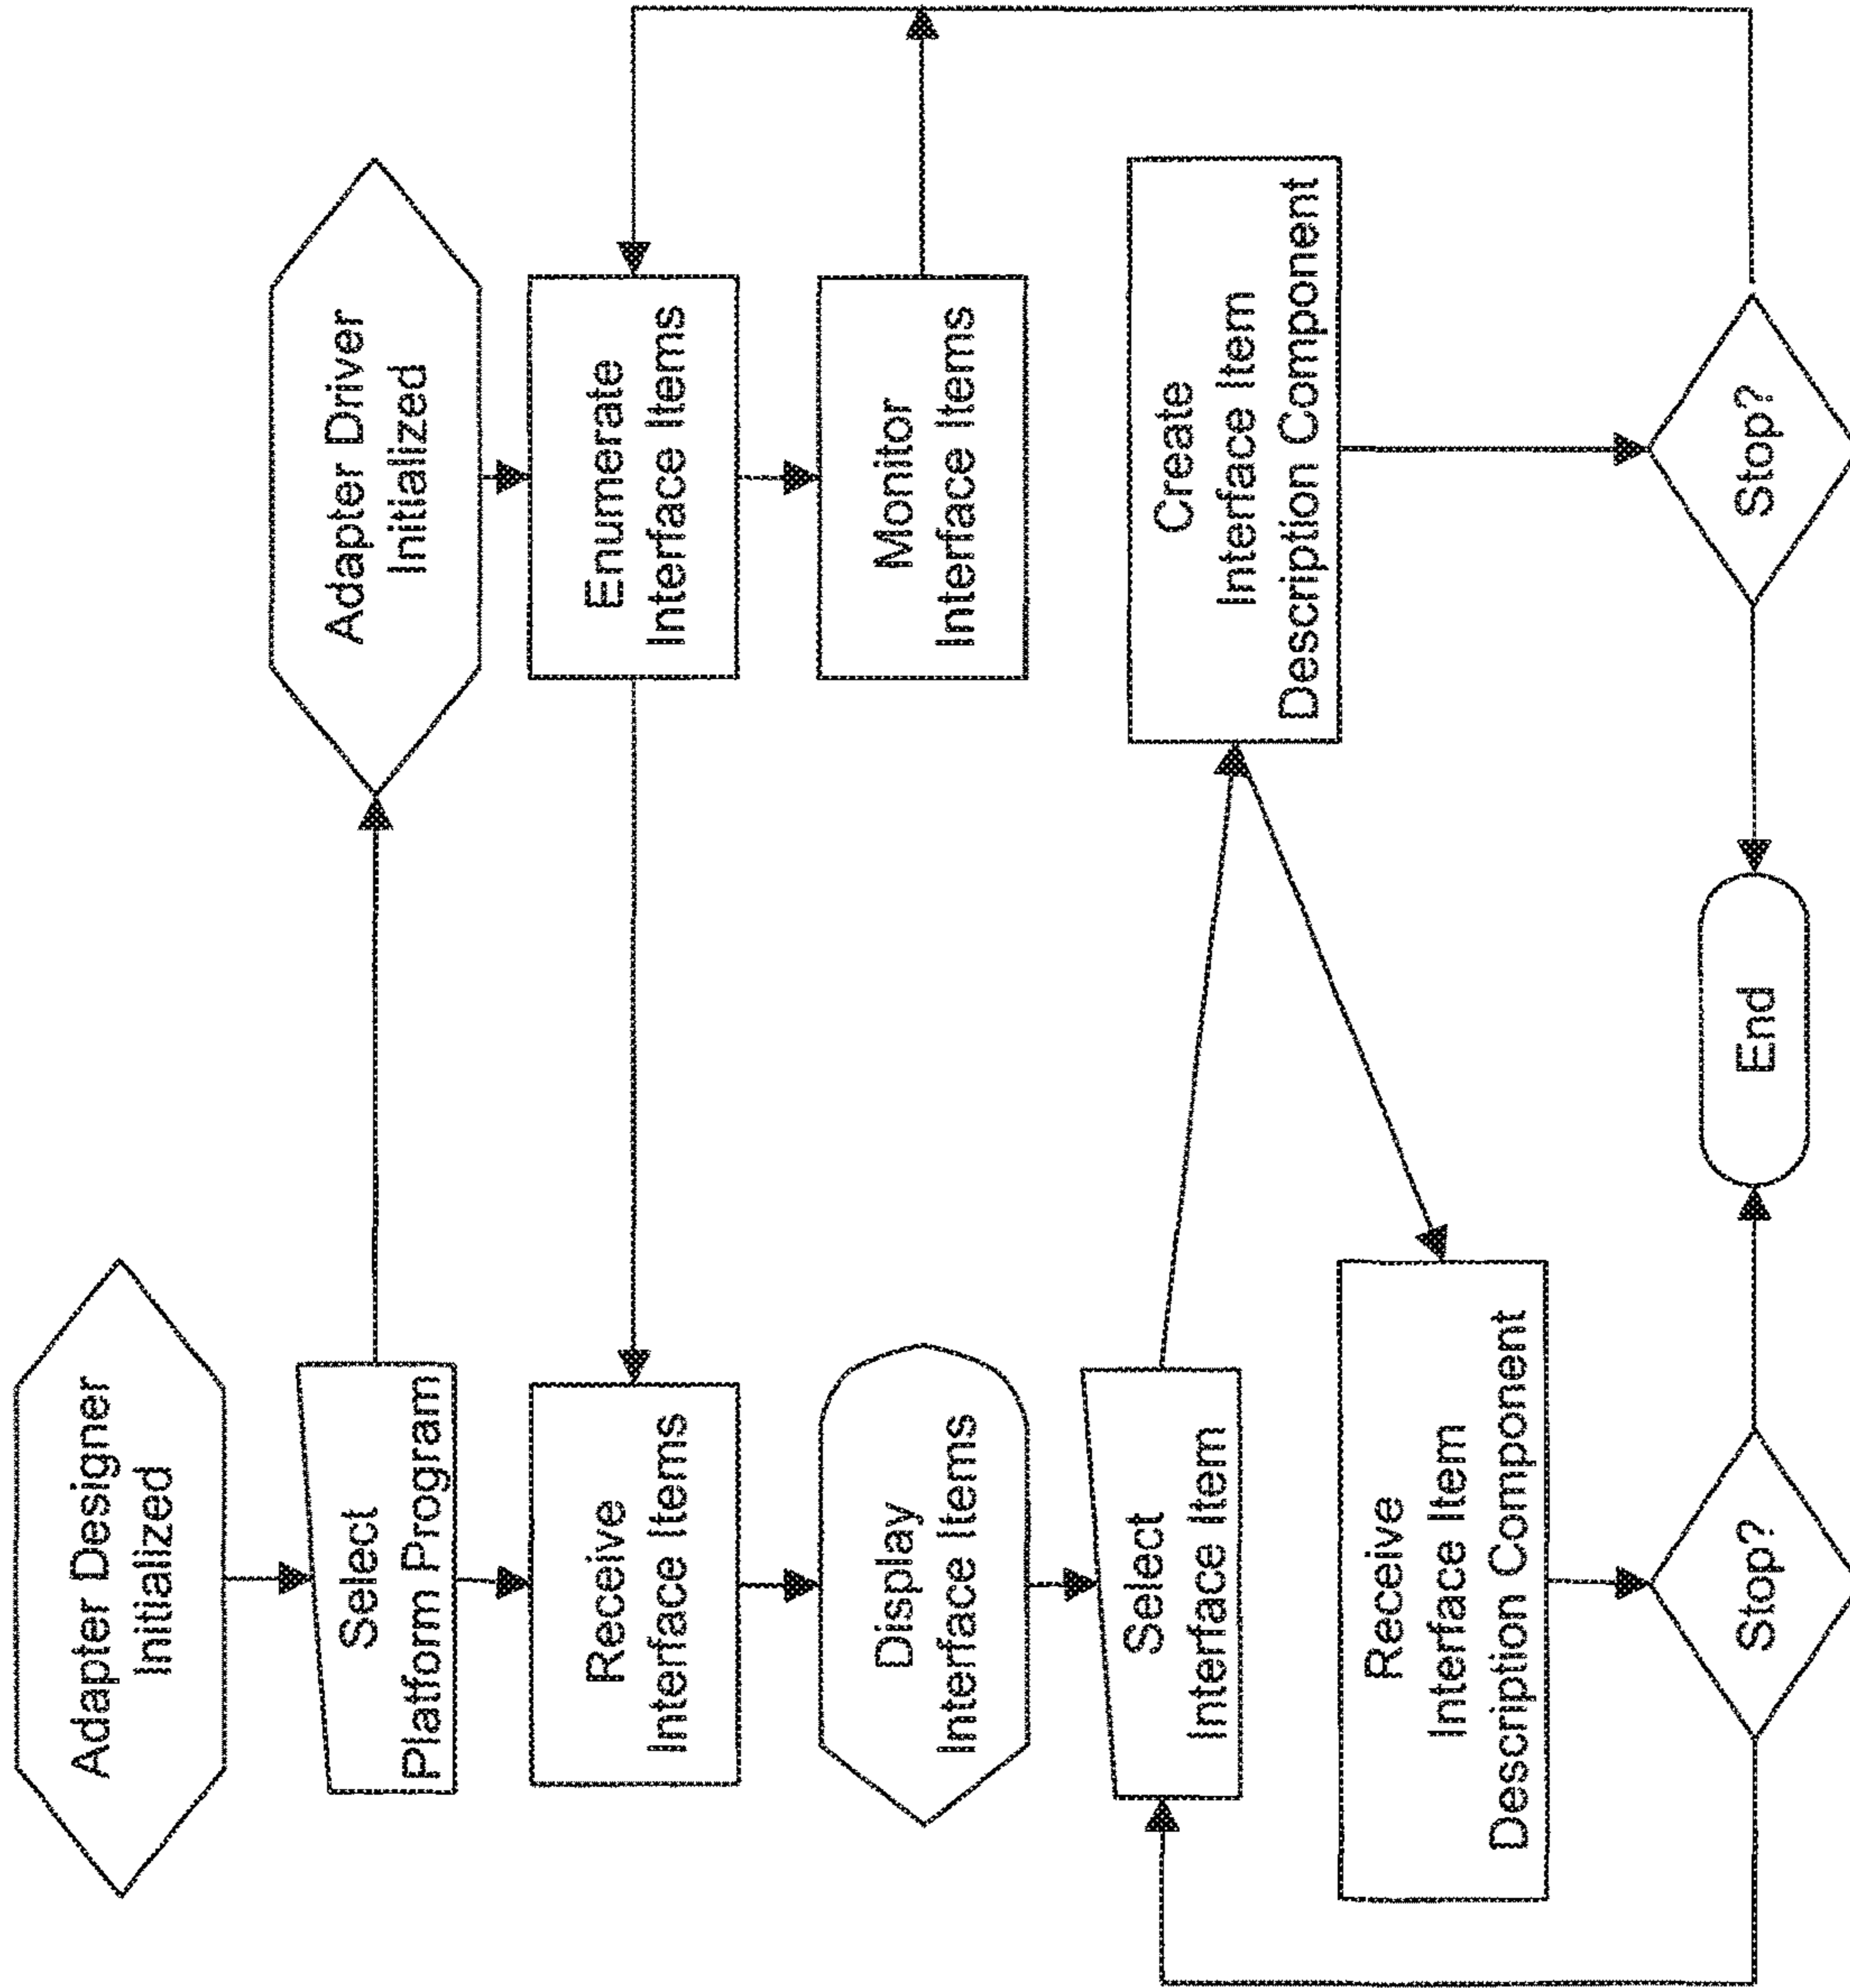 Adapter Designer
Initialized
Select
Platform Program
Receive
Interface Items
Display
Interface Items
Select
Interface Item
Receive
Interface Item
Description Component
Stop?
End
Adapter Driver
Initialized
Enumerate
Interface Items
Monitor
Interface Items
Create
Interface Item
Description Component
Stop?